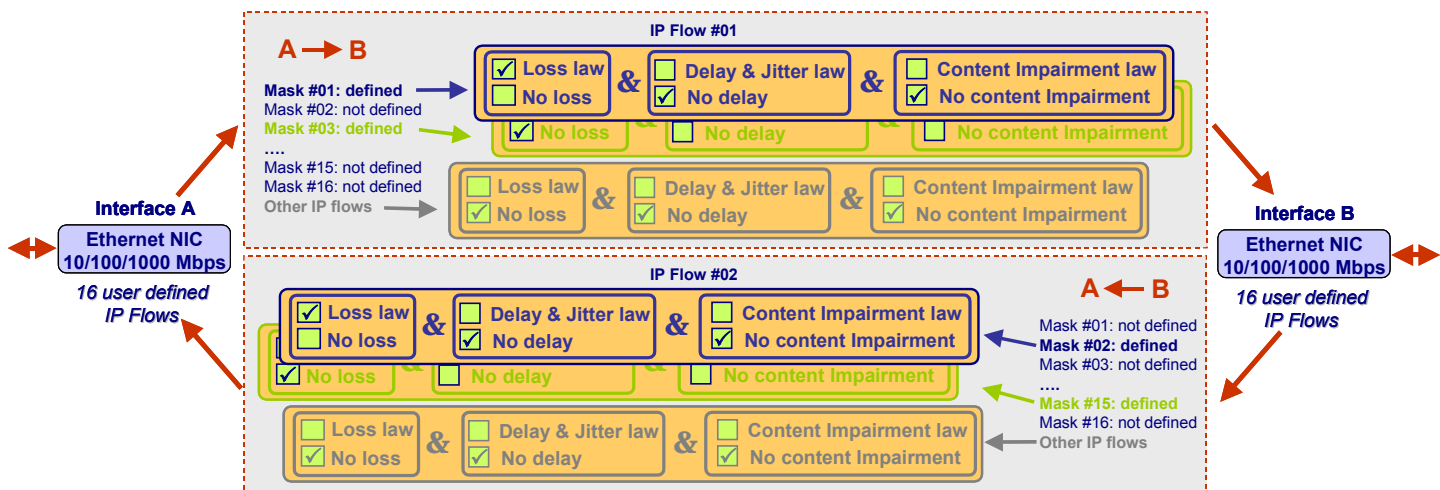 IP Flow #01
A B
Mask #01: defined
Mask #02: not defined
Mask #03: defined
....
Mask #15: not defined
Mask #16: not defined
Other IP flows
Loss law & Delay & Jitter law & Content Impairment law
No loss No delay No content Impairment
No loss & No delay & No content Impairment
Loss law & Delay & Jitter law & Content Impairment law
No loss No delay No content Impairment
Interface A
Ethernet NIC
10/100/1000 Mbps
16 user defined
IP Flows
Interface B
Ethernet NIC
10/100/1000 Mbps
16 user defined
IP Flows
IP Flow #02
A B
Loss law & Delay & Jitter law & Content Impairment law
No loss No delay No content Impairment
No loss & No delay & No content Impairment
Loss law & Delay & Jitter law & Content Impairment law
No loss No delay No content Impairment
Mask #01: not defined
Mask #02: defined
Mask #03: not defined
....
Mask #15: defined
Mask #16: not defined
Other IP flows